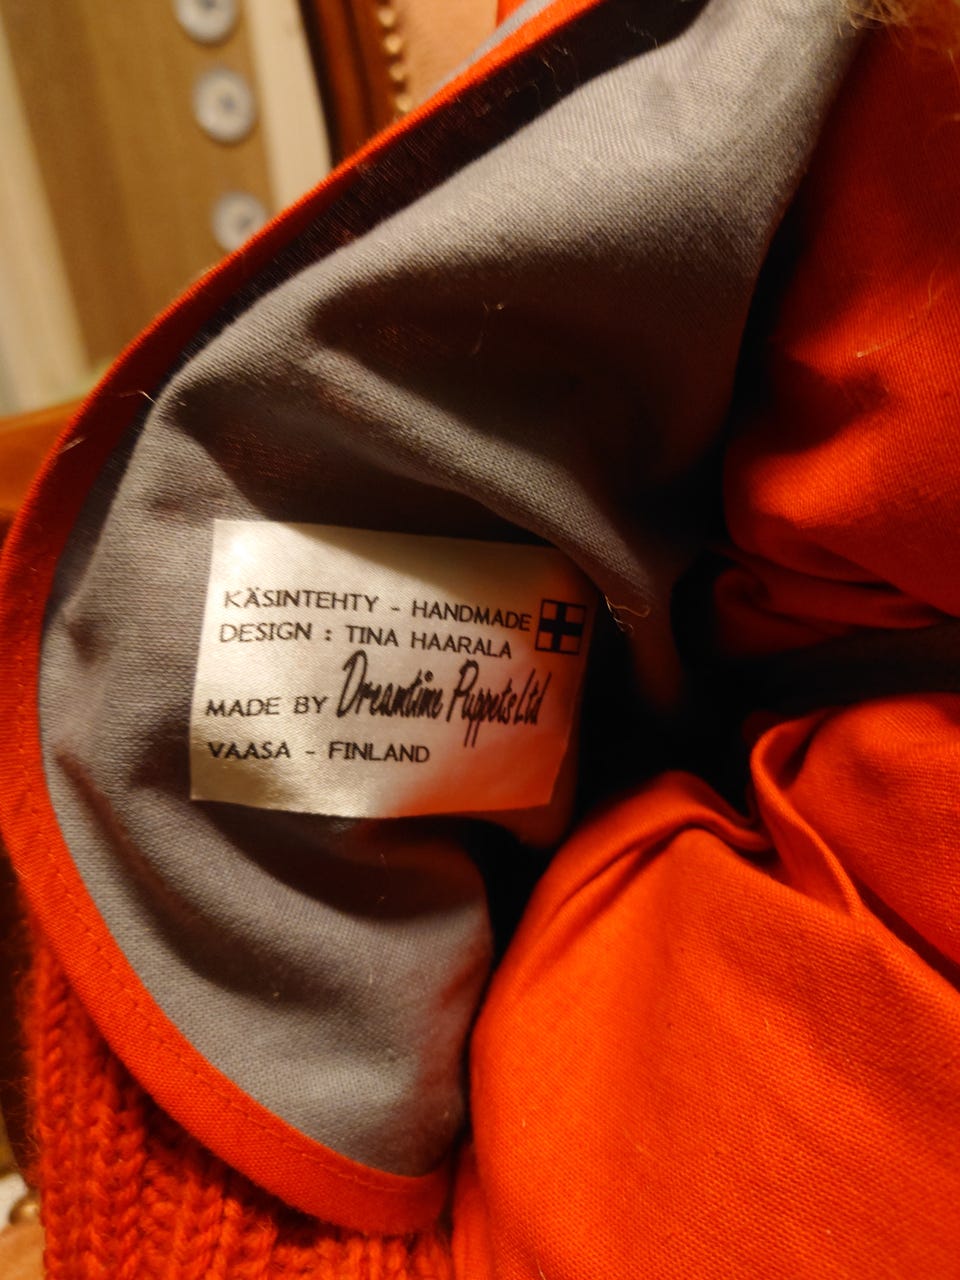 KÄSINTEHTY - HANDMADE
DESIGN : TINA HAARALA
MADE BY Dreamtime Puppets Ltd
VAASA - FINLAND